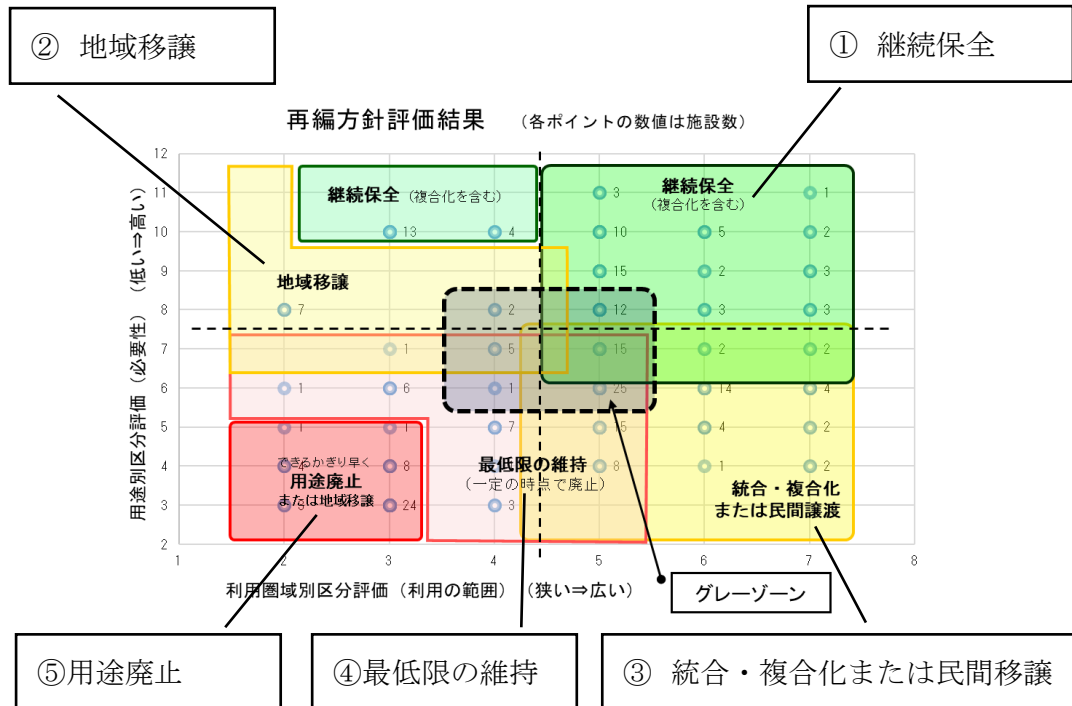 ② 地域移譲
① 継続保全
再編方針評価結果 （各ポイントの数値は施設数）
用途別区分評価（必要性）（低い⇒高い）
12
11
10
9
8
7
6
5
4
3
2
継続保全（複合化を含む）
継続保全
（複合化を含む）
3
1
13
4
10
5
2
地域移譲
15
2
3
7
2
12
3
3
1
5
15
2
2
1
6
1
25
14
4
1
1
7
15
4
2
できるかぎり早く
用途廃止
または地域移譲
4
8
最低限の維持
（一定の時点で廃止）
8
1
2
24
3
統合・複合化
または民間譲渡
1
2
3
4
5
6
7
8
利用圏域別区分評価（利用の範囲）（狭い⇒広い）
グレーゾーン
⑤用途廃止
④最低限の維持
③ 統合・複合化または民間移譲